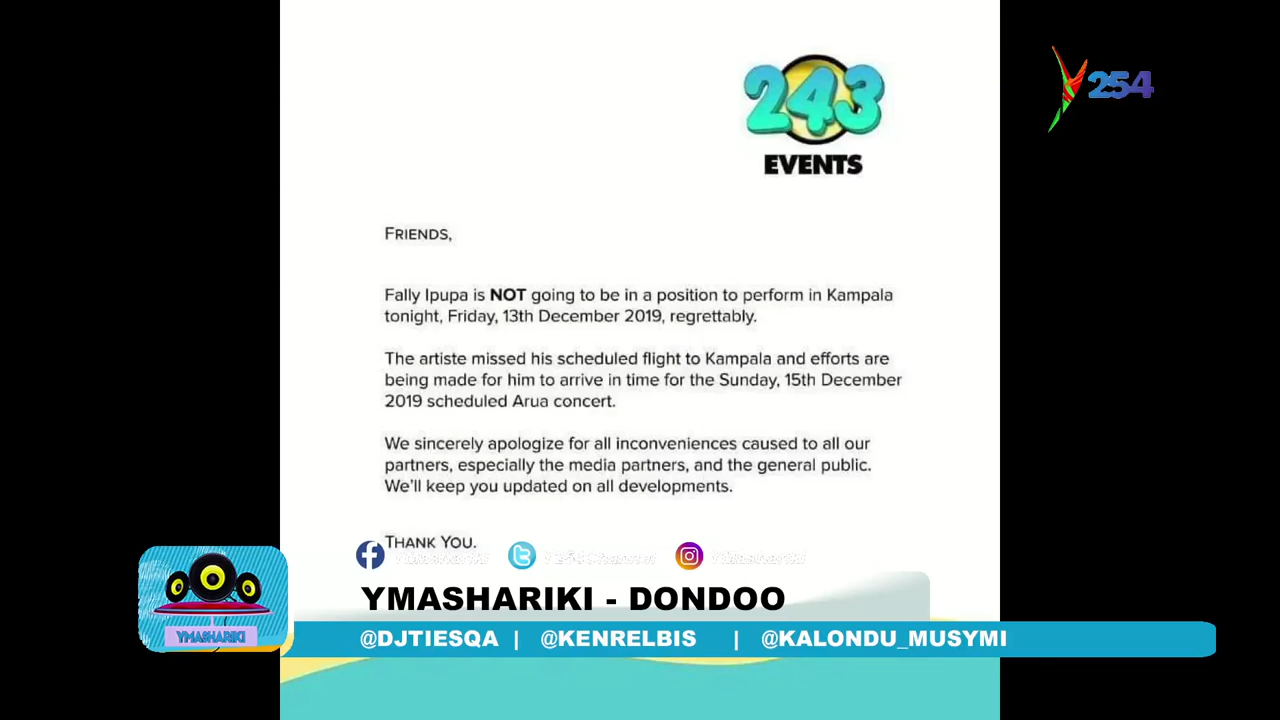 243
EVENTS
Y254
FRIENDS,
Fally Ipupa is NOT going to be in a position to perform in Kampala
tonight, Friday, 13th December 2019, regrettably.
The artiste missed his scheduled flight to Kampala and efforts are
being made for him to arrive in time for the Sunday, 15th December
2019 scheduled Arua concert.
We sincerely apologize for all inconveniences caused to all our
partners, especially the media partners, and the general public.
We'll keep you updated on all developments.
THANK YOU.
YMASHARIKI
YMASHARIKI - DONDOO
@DJTIESQA | @KENRELBIS | @KALONDU_MUSYMI